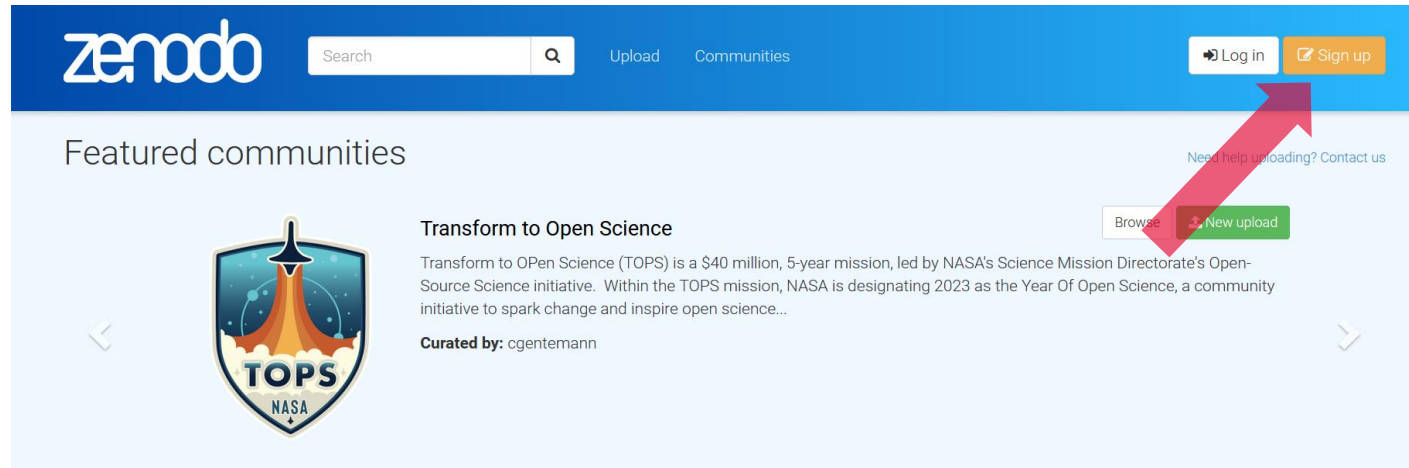 zenodo
Search
Upload
Communities
Log in
Sign up
Featured communities
Need help uploading? Contact us
Transform to Open Science
Browse
New upload
Transform to OPen Science (TOPS) is a $40 million, 5-year mission, led by NASA's Science Mission Directorate's Open-
Source Science initiative. Within the TOPS mission, NASA is designating 2023 as the Year Of Open Science, a community
initiative to spark change and inspire open science...
Curated by: cgentemann
TOPS
NASA